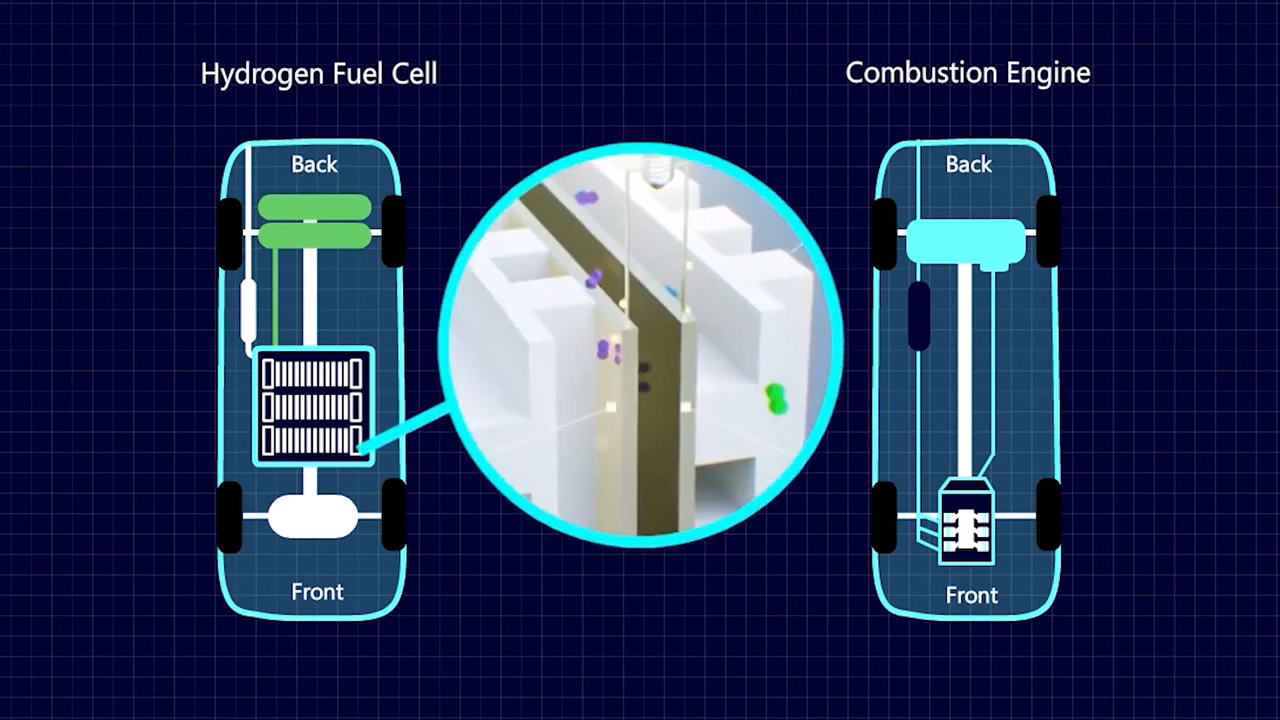 Hydrogen Fuel Cell
Combustion Engine
Back
Back
Front
Front